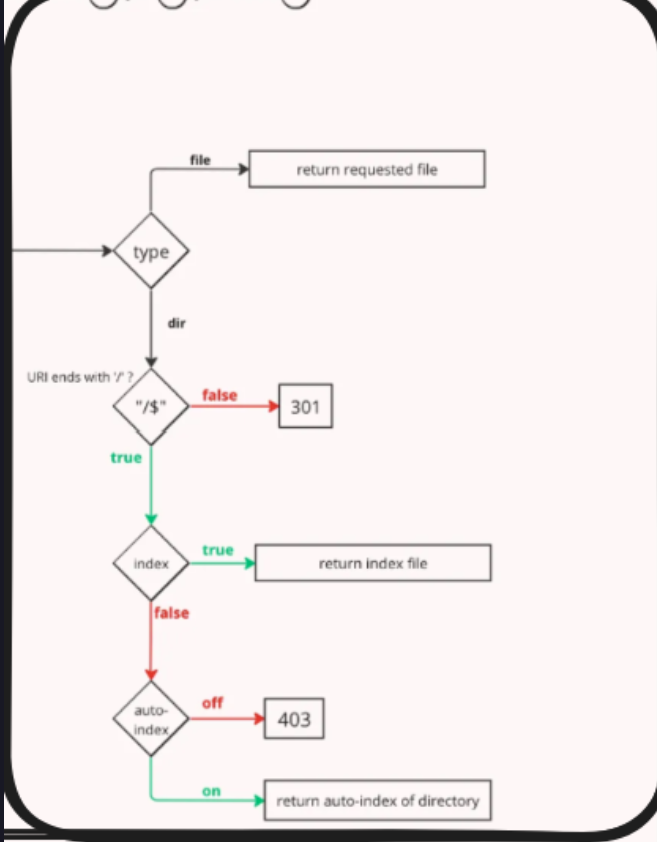 file
return requested file
type
dir
URI ends with '/' ?
"/$"
false
301
true
index
true
return index file
false
auto-
index
off
403
on
return auto-index of directory